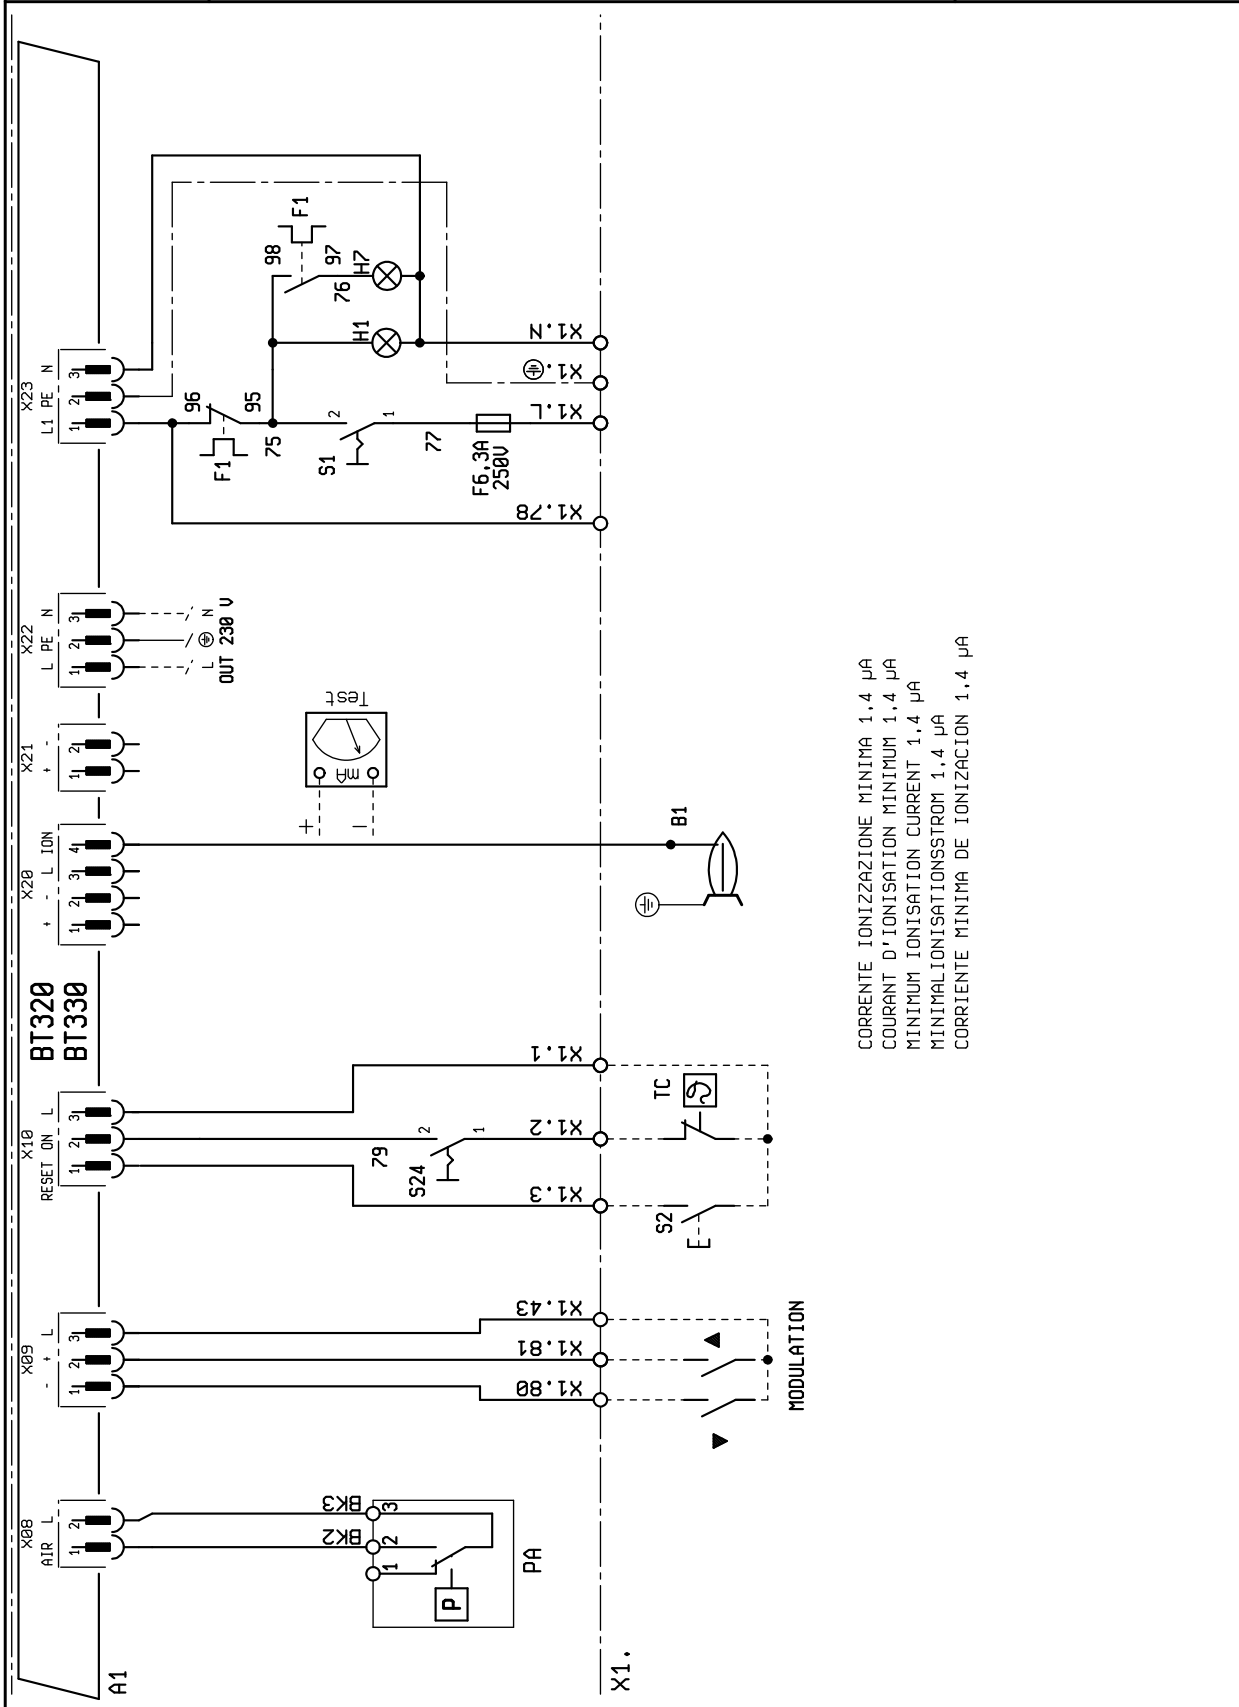 A1
BT320
BT330
X08
AIR L
1 2
BK2
BK3
1
2
3
P
PA
X09
- + L
1 2 3
X1.80
X1.81
X1.43
MODULATION
X10
RESET ON L
1 2 3
79
S24
2
1
X1.3
X1.2
X1.1
S2
TC
X20
+ - L ION
1 2 3 4
B1
X21
+ -
1 2
+
-
mA
Test
X22
L PE N
1 2 3
L N
OUT 230 V
X23
L1 PE N
1 2 3
F1
96
95
75
S1
2
1
77
F6,3A
250V
98
97
F1
76
H7
H1
X1.78
X1.L
X1.
X1.N
X1.
CORRENTE IONIZZAZIONE MINIMA 1,4 µA
COURANT D'IONISATION MINIMUM 1,4 µA
MINIMUM IONISATION CURRENT 1,4 µA
MINIMALIONISATIONSSTROM 1,4 µA
CORRIENTE MINIMA DE IONIZACION 1,4 µA